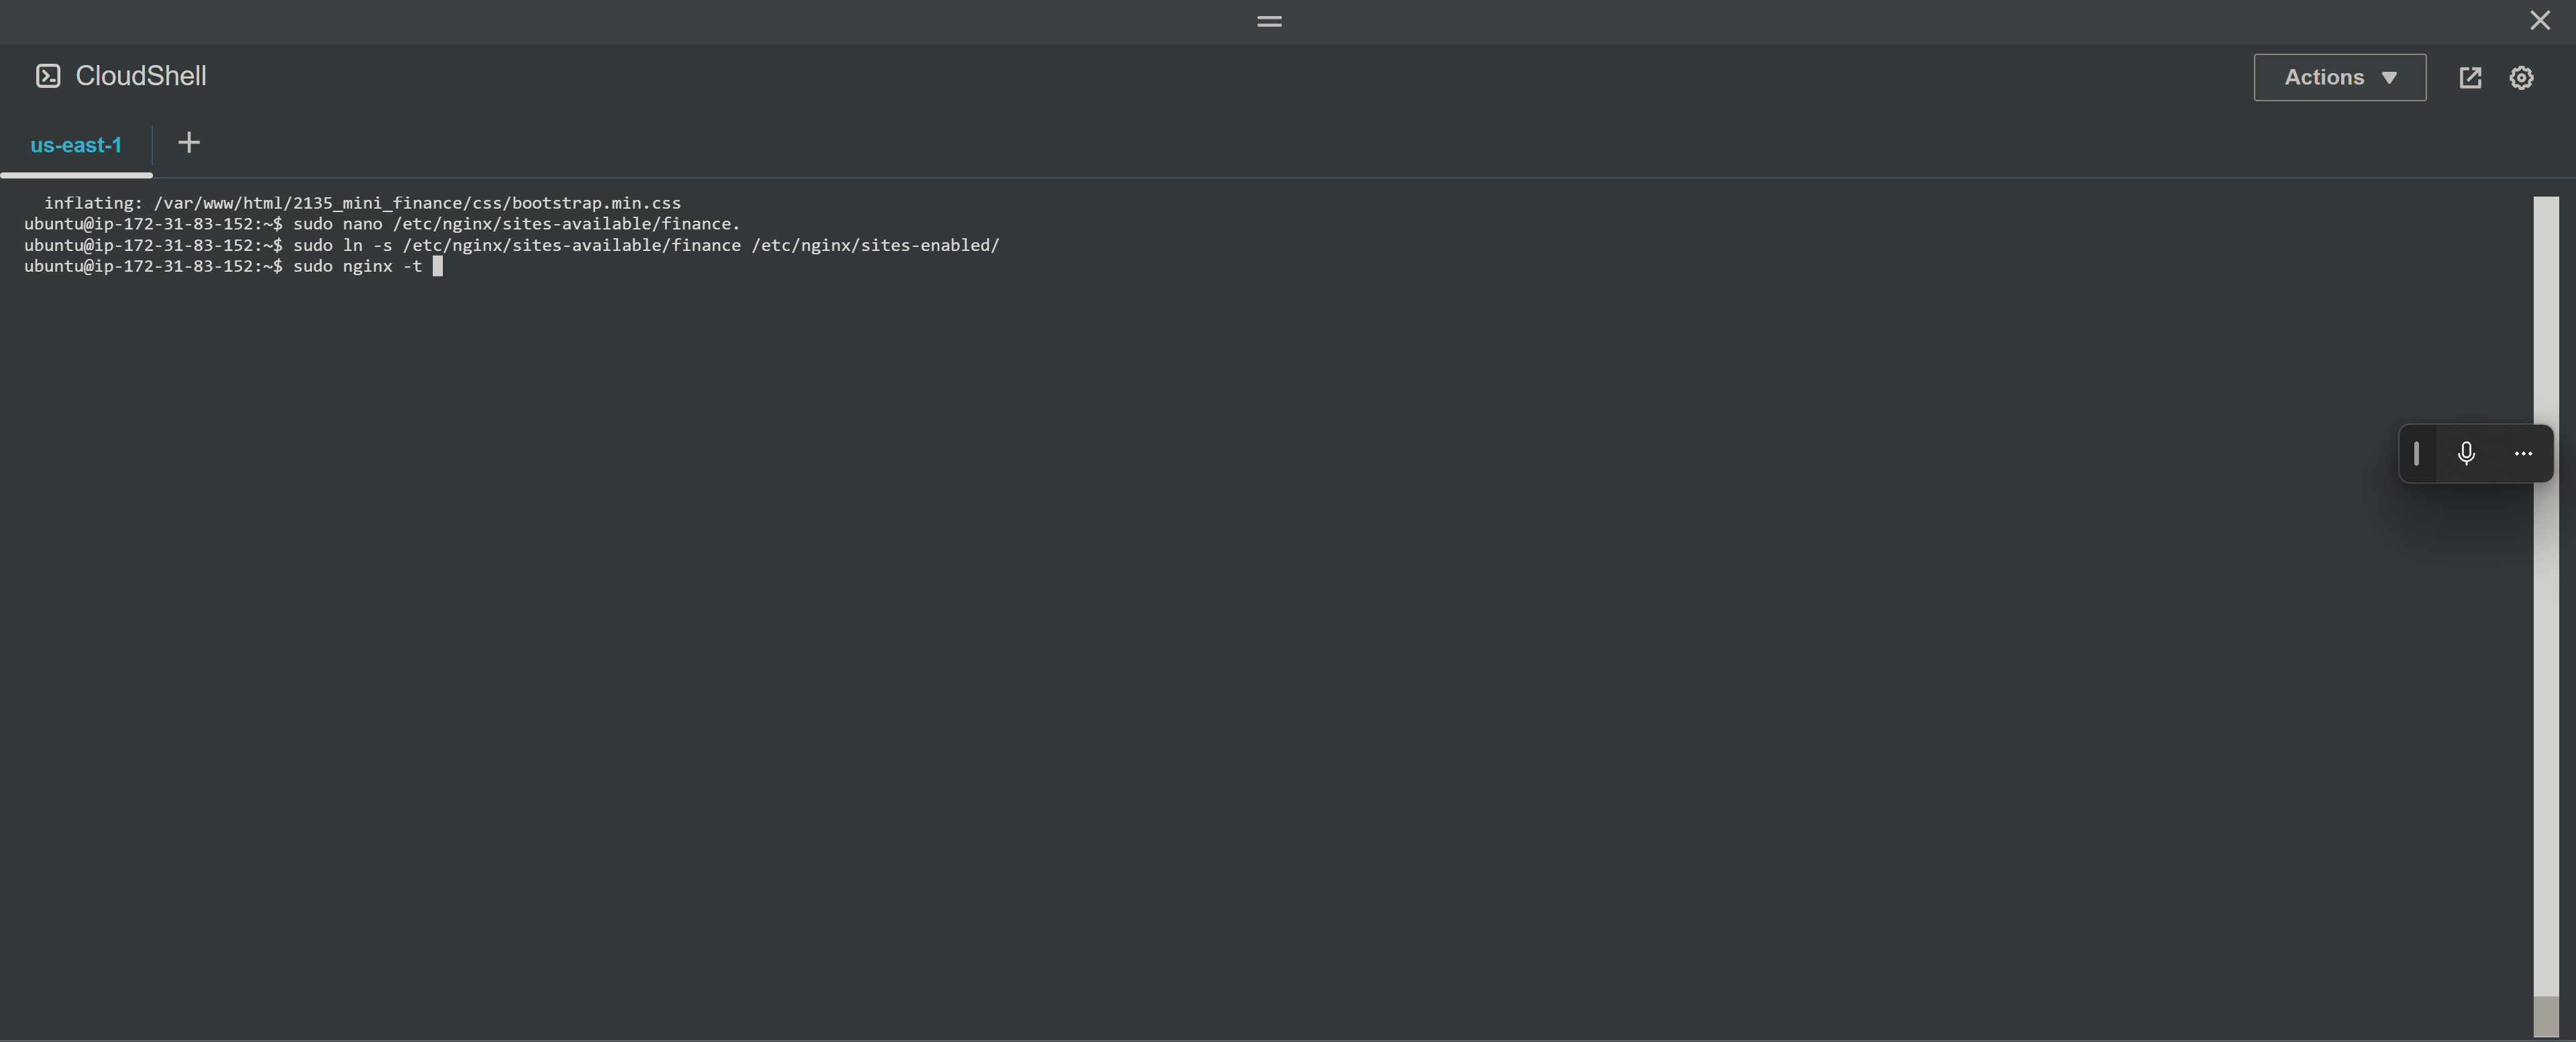 CloudShell
Actions
us-east-1
inflating: /var/www/html/2135_mini_finance/css/bootstrap.min.css
ubuntu@ip-172-31-83-152:~$ sudo nano /etc/nginx/sites-available/finance.
ubuntu@ip-172-31-83-152:~$ sudo ln -s /etc/nginx/sites-available/finance /etc/nginx/sites-enabled/
ubuntu@ip-172-31-83-152:~$ sudo nginx -t